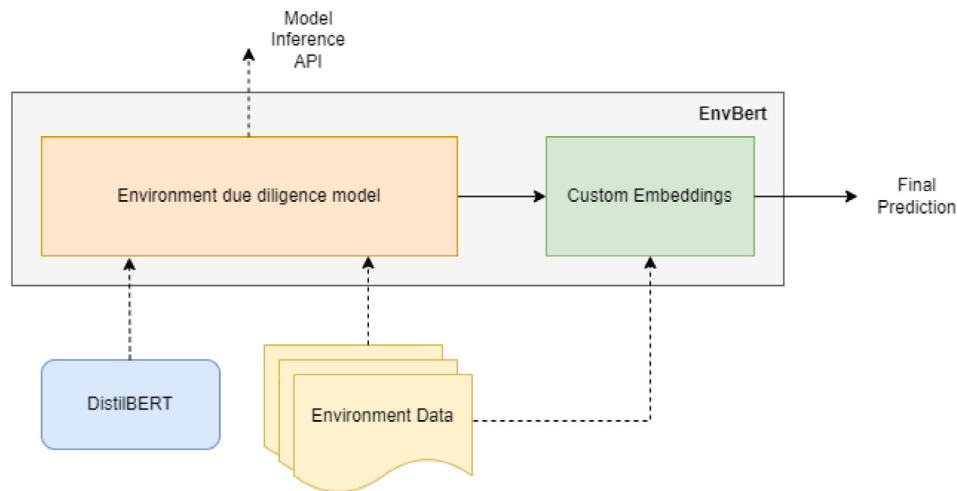 Model
Inference
API
EnvBert
Environment due diligence model
Custom Embeddings
Final
Prediction
DistilBERT
Environment Data